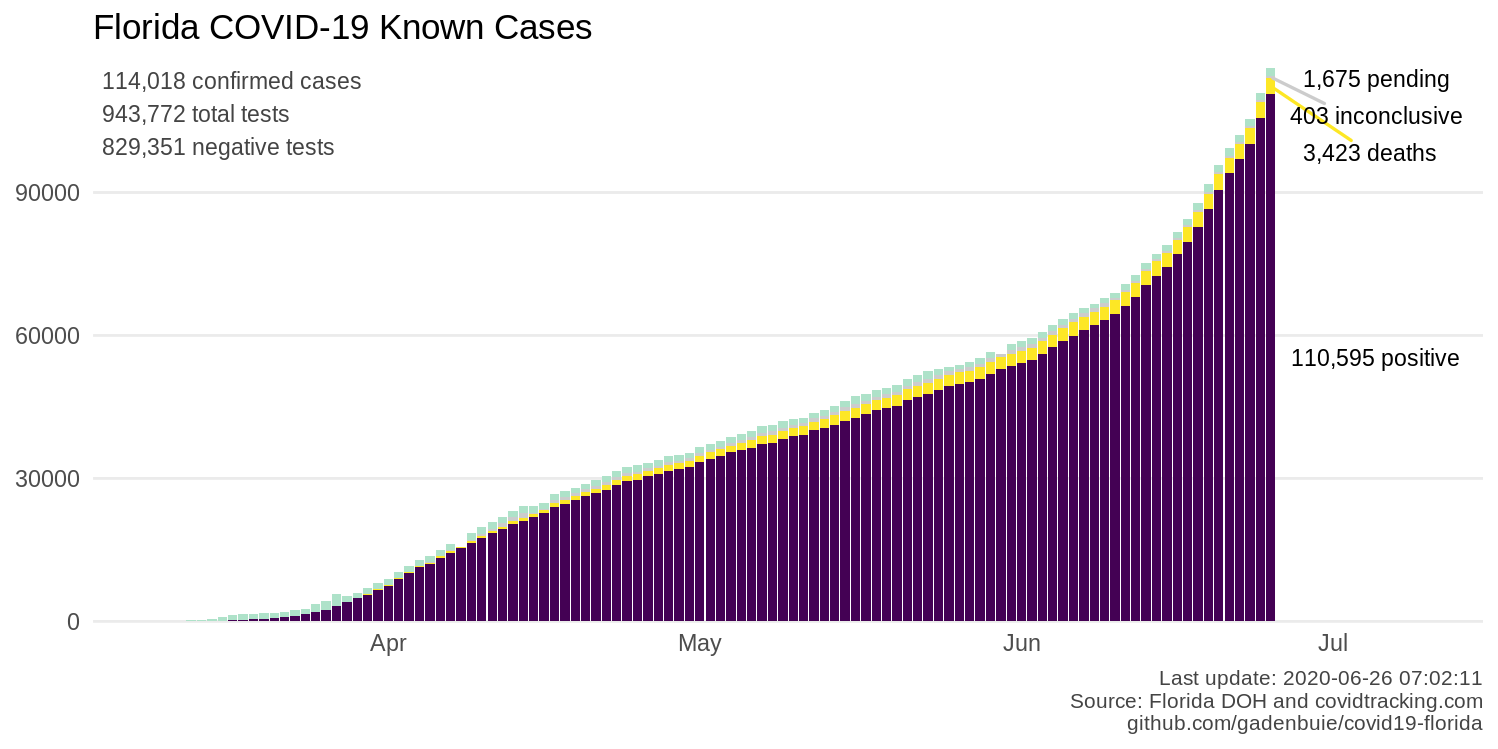 Florida COVID-19 Known Cases
114,018 confirmed cases
943,772 total tests
829,351 negative tests
1,675 pending
403 inconclusive
3,423 deaths
110,595 positive
90000
60000
30000
0
Apr May Jun Jul
Last update: 2020-06-26 07:02:11
Source: Florida DOH and covidtracking.com
github.com/gadenbuie/covid19-florida